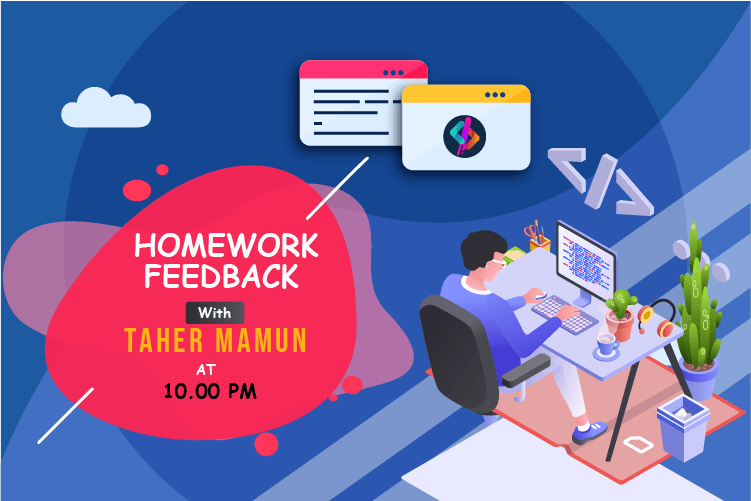 HOMEWORK
FEEDBACK
With
TAHER MAMUN
AT
10.00 PM
</>